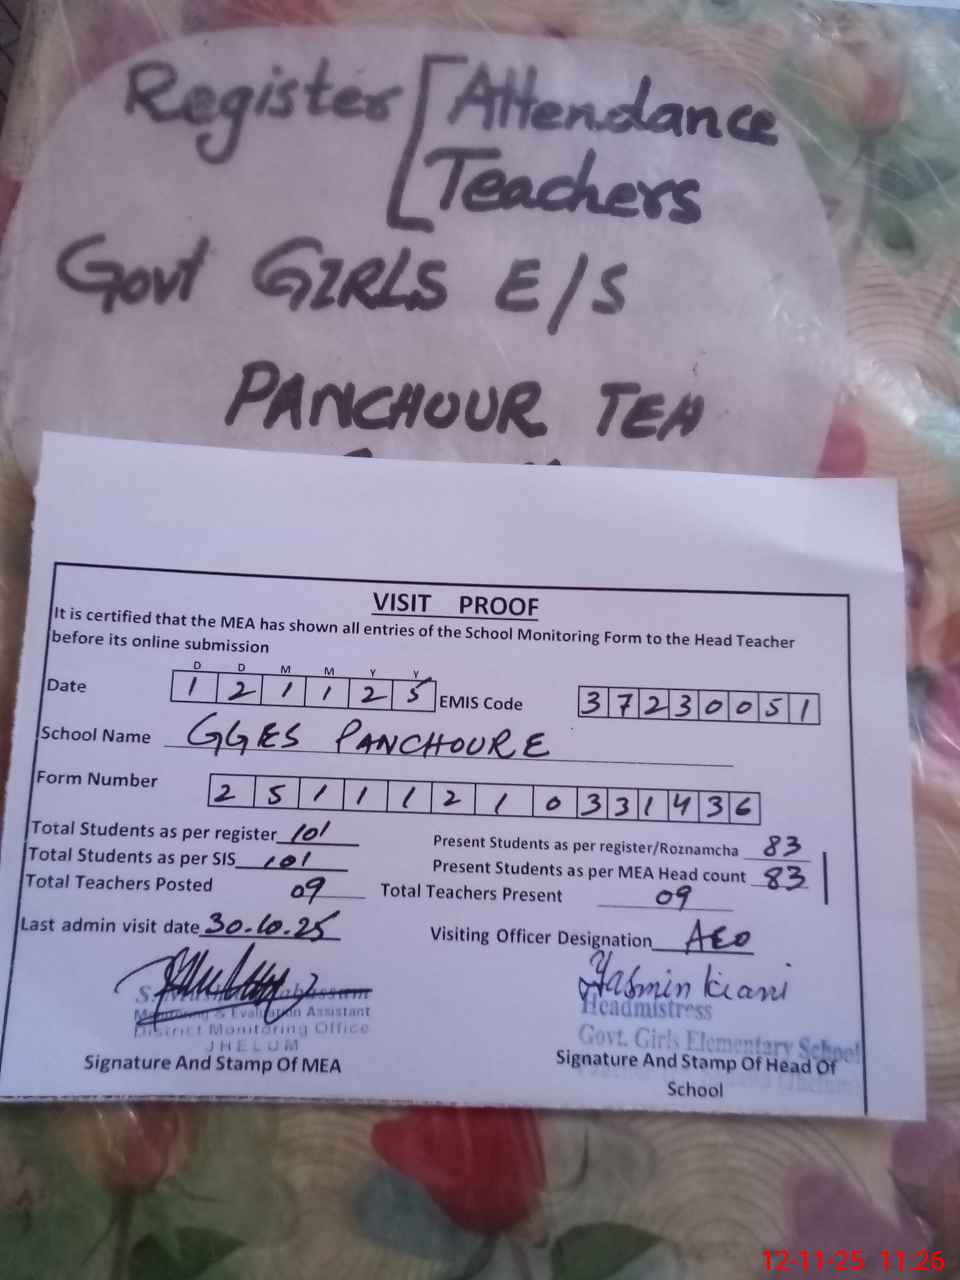 Register [Attendance
Teachers
Govt GIRLS E/S
PANCHOUR TEH
VISIT PROOF
It is certified that the MEA has shown all entries of the School Monitoring Form to the Head Teacher
before its online submission
D D M M Y Y
Date 1 2 1 1 2 5 EMIS Code 3 7 2 3 0 0 5 1
School Name GGES PANCHOURE
Form Number 2 5 1 1 1 2 1 0 3 3 1 4 3 6
Total Students as per register 101 Present Students as per register/Roznamcha 83
Total Students as per SIS 101 Present Students as per MEA Head count 83
Total Teachers Posted 09 Total Teachers Present 09
Last admin visit date 30.10.25 Visiting Officer Designation AEO
Yasmin Kiani
Monitoring & Evaluation Assistant Headmistress
District Monitoring Office Govt. Girls Elementary School
JHELUM
Signature And Stamp Of MEA Signature And Stamp Of Head Of
School
12-11-25 11:26